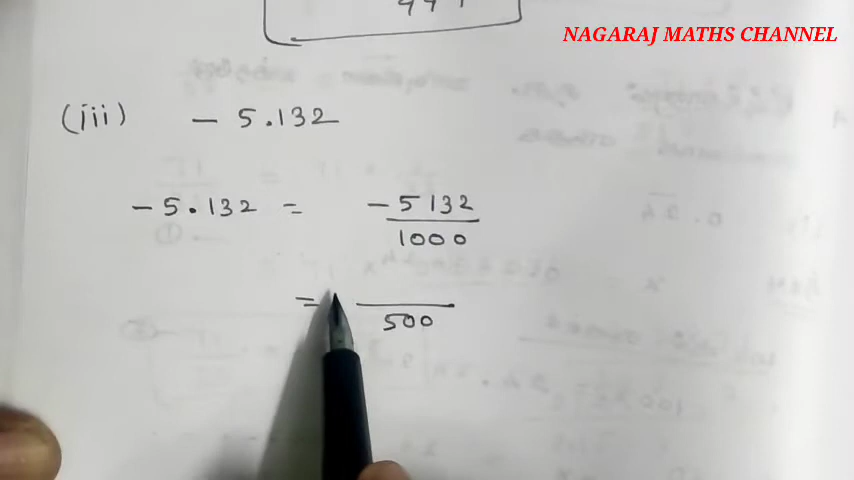 NAGARAJ MATHS CHANNEL
(iii) - 5.132
-5.132 = -5132
1000
=
500